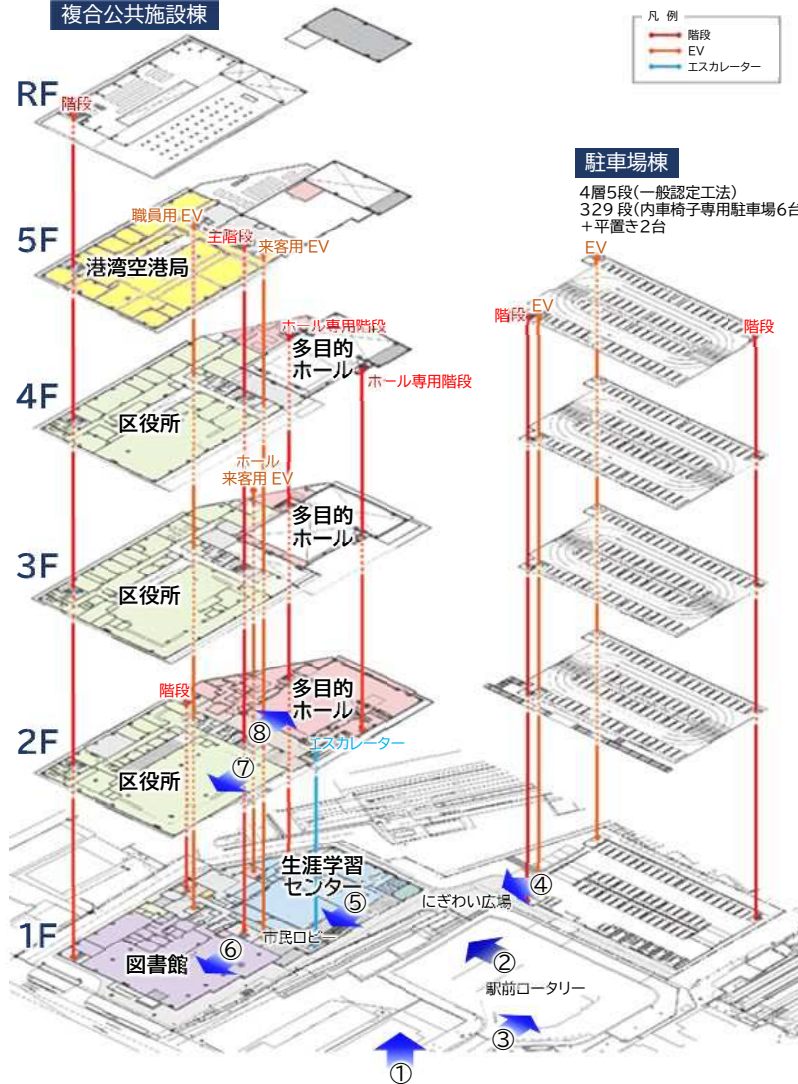 複合公共施設棟
凡 例
階段
EV
エスカレーター
RF
階段
駐車場棟
4層5段(一般認定工法)
329 段(内車椅子専用駐車場6台
+平置き2台
職員用 EV
主階段
来客用 EV
5F
港湾空港局
EV
階段
EV
階段
ホール専用階段
多目的
ホール
ホール専用階段
4F
区役所
ホール
来客用 EV
多目的
ホール
3F
区役所
階段
多目的
ホール
⑧
エスカレーター
2F
⑦
区役所
生涯学習
センター
⑤
④
にぎわい広場
1F
市民ロビー
⑥
図書館
②
駅前ロータリー
③
①